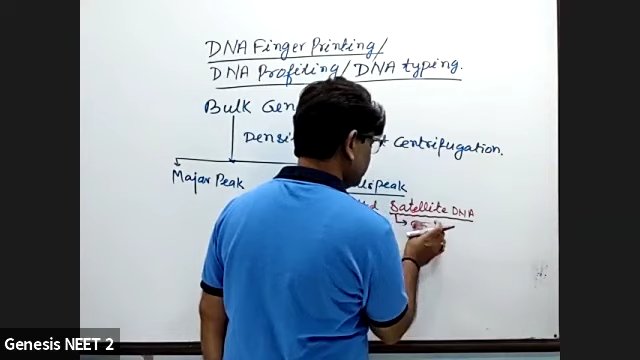 DNA Finger Printing/
DNA Profiling/DNA typing.
Bulk Gen
Densi t Centrifugation.
Major Peak
peak
Satellite DNA
Genesis NEET 2